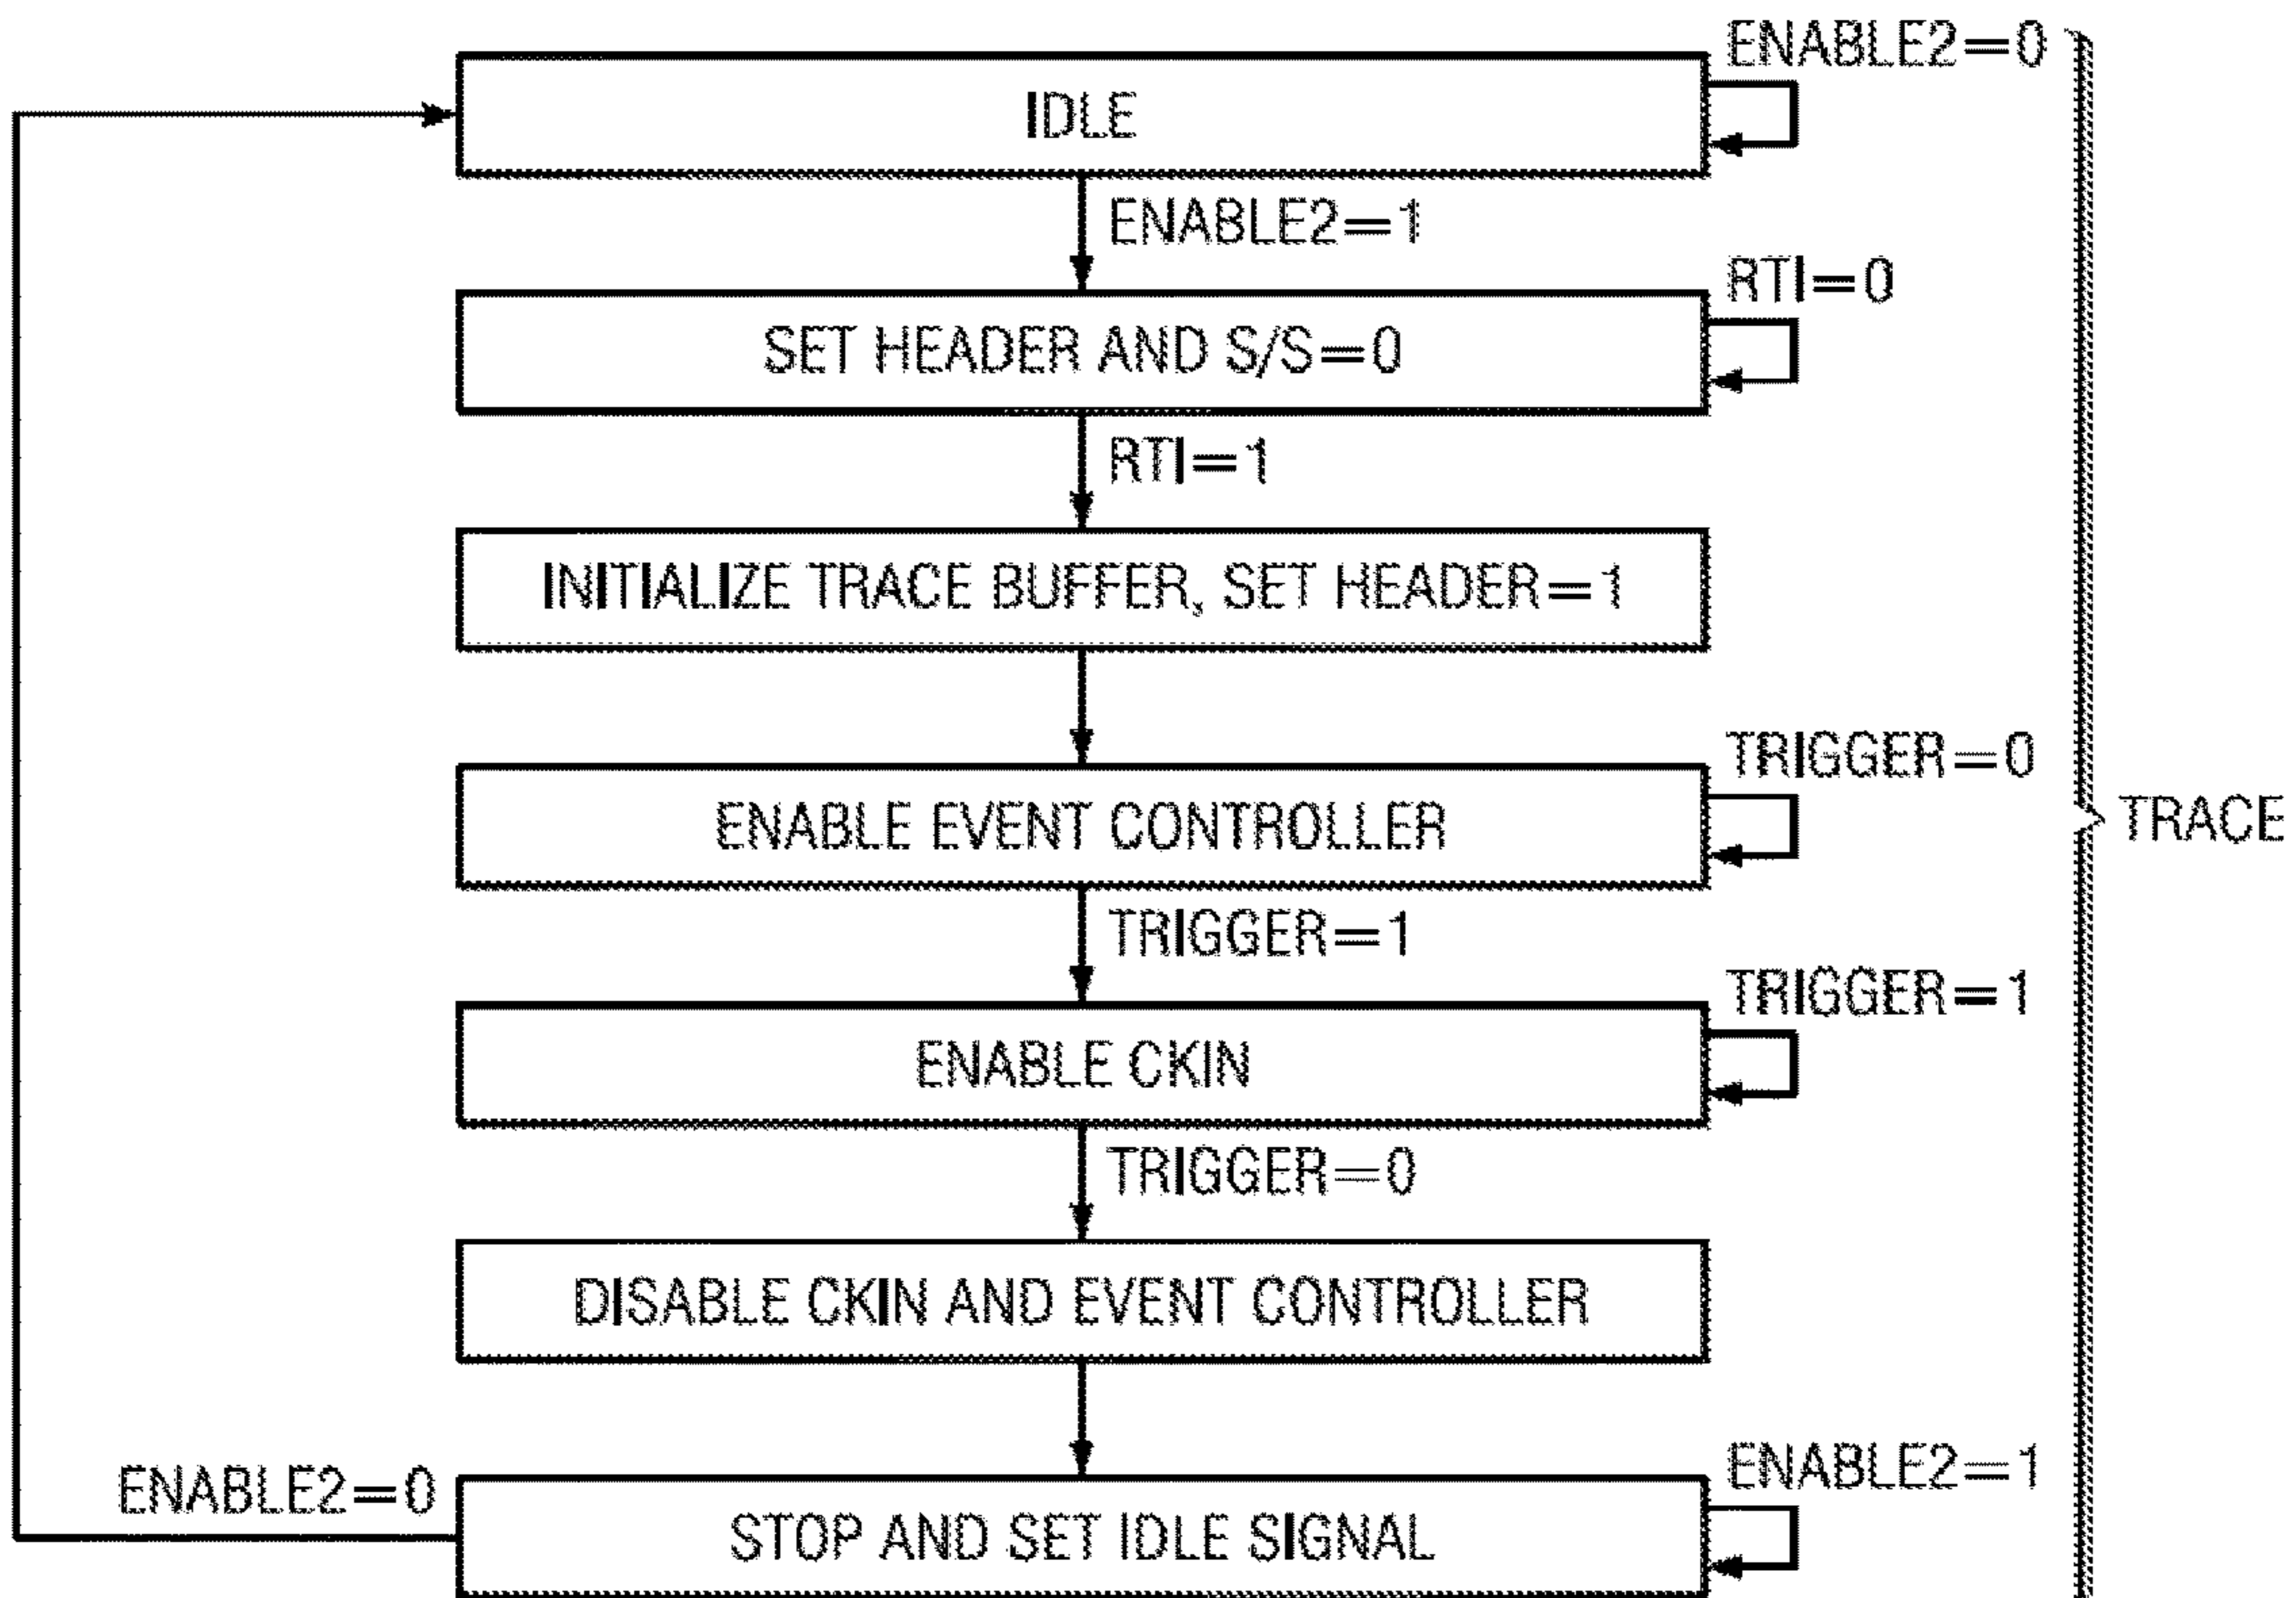 ENABLE2=0
IDLE
ENABLE2=1
RTI=0
SET HEADER AND S/S=0
RTI=1
INITIALIZE TRACE BUFFER, SET HEADER=1
TRIGGER=0
TRACE
ENABLE EVENT CONTROLLER
TRIGGER=1
TRIGGER=1
ENABLE CKIN
TRIGGER=0
DISABLE CKIN AND EVENT CONTROLLER
ENABLE2=1
ENABLE2=0
STOP AND SET IDLE SIGNAL